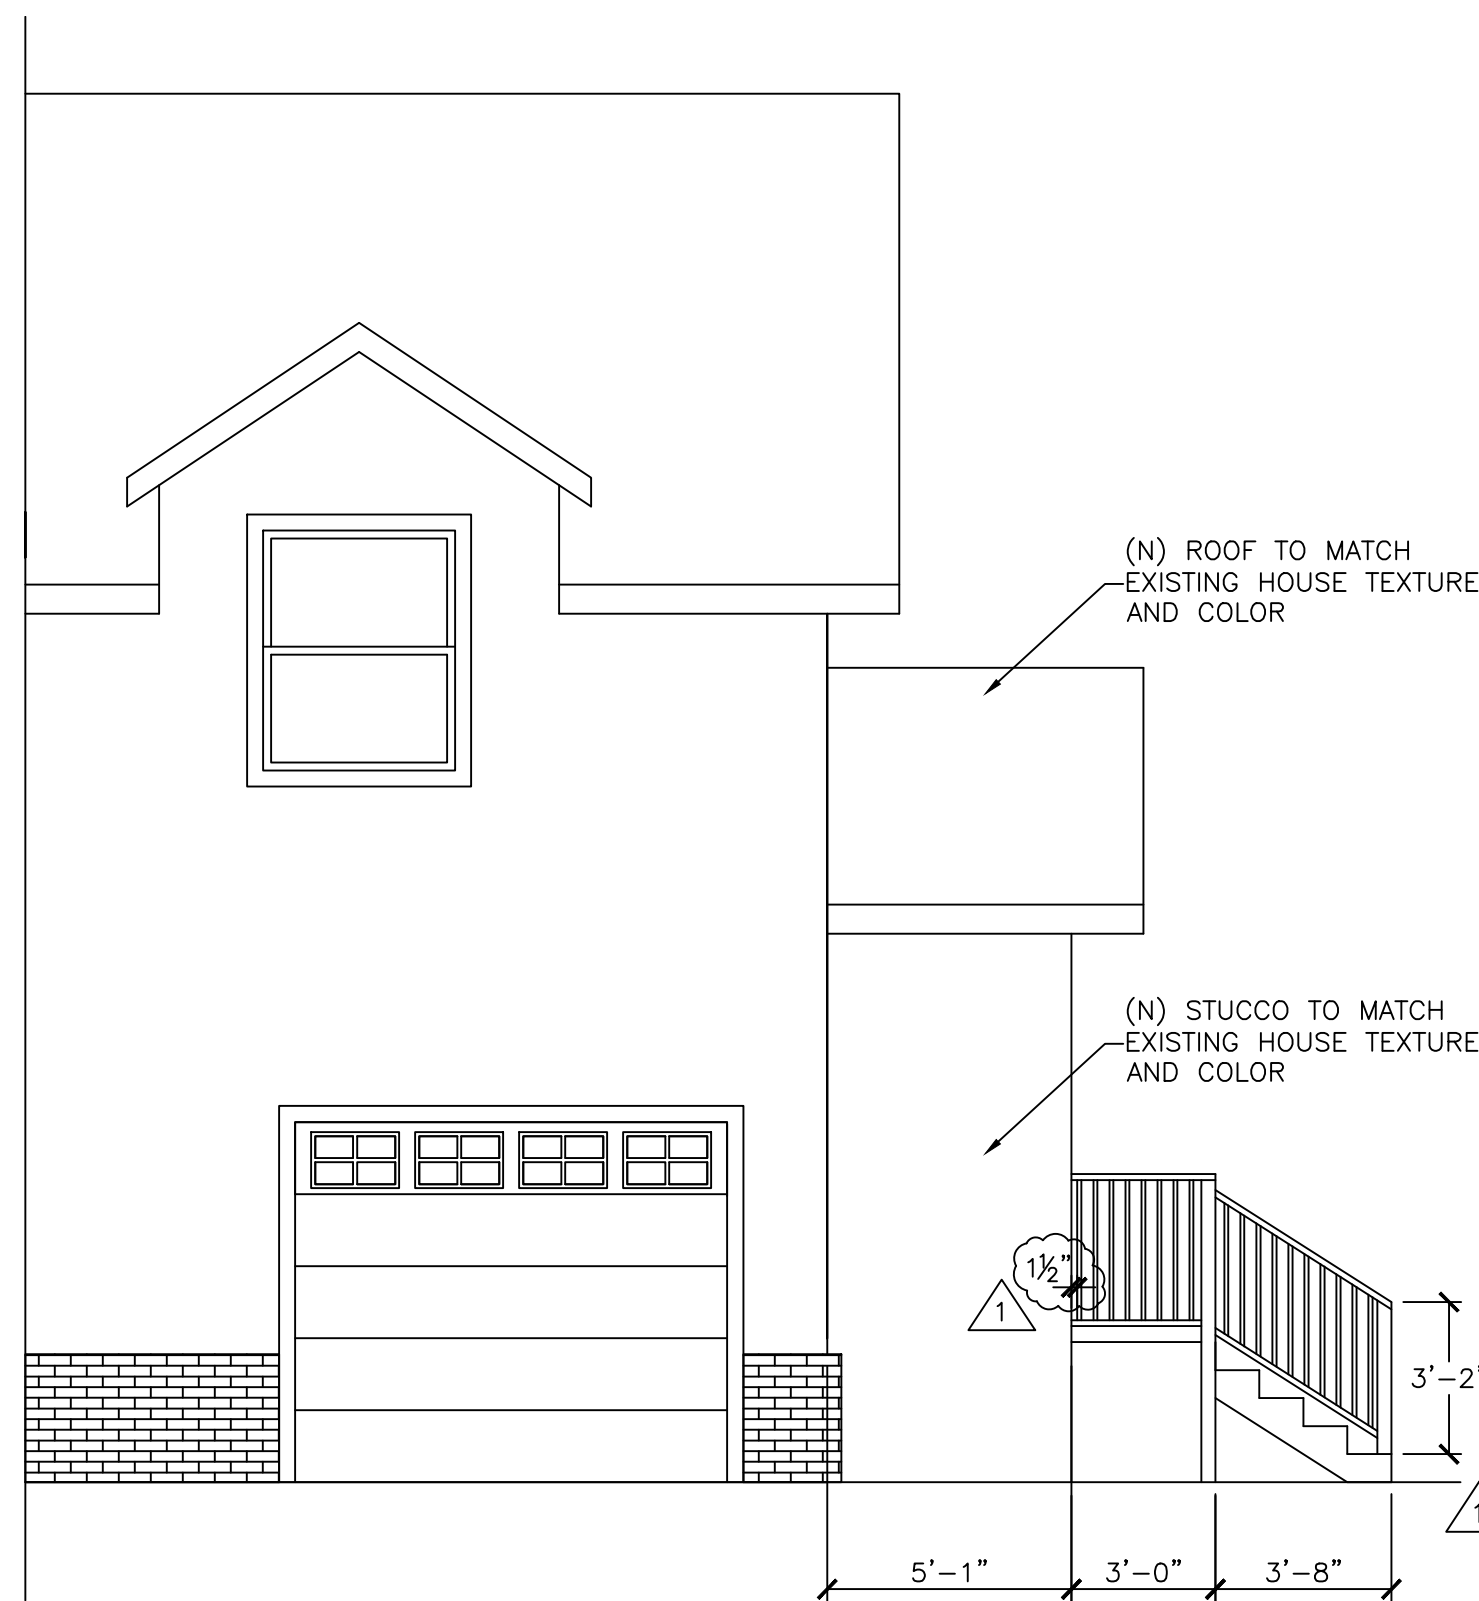 (N) ROOF TO MATCH
EXISTING HOUSE TEXTURE
AND COLOR
(N) STUCCO TO MATCH
EXISTING HOUSE TEXTURE
AND COLOR
1½”
1
3’–2”
1
5’–1”
3’–0”
3’–8”